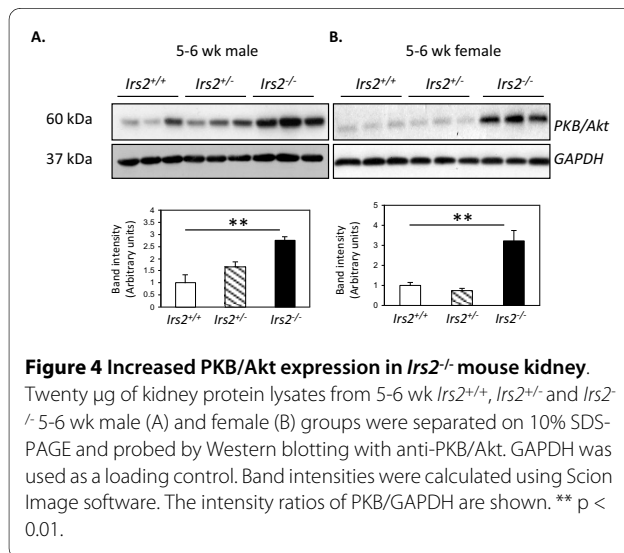 A.
B.
5-6 wk male
5-6 wk female
Irs2+/+ Irs2+/- Irs2-/-
Irs2+/+ Irs2+/- Irs2-/-
60 kDa
PKB/Akt
37 kDa
GAPDH
Band intensity
(Arbitrary units)
4
3.5
3
2.5
2
1.5
1
0.5
0
**
Irs2+/+ Irs2+/- Irs2-/-
Band intensity
(Arbitrary units)
5
4
3
2
1
0
**
Irs2+/+ Irs2+/- Irs2-/-
Figure 4 Increased PKB/Akt expression in Irs2-/- mouse kidney.
Twenty μg of kidney protein lysates from 5-6 wk Irs2+/+, Irs2+/- and Irs2-
/- 5-6 wk male (A) and female (B) groups were separated on 10% SDS-
PAGE and probed by Western blotting with anti-PKB/Akt. GAPDH was
used as a loading control. Band intensities were calculated using Scion
Image software. The intensity ratios of PKB/GAPDH are shown. ** p <
0.01.